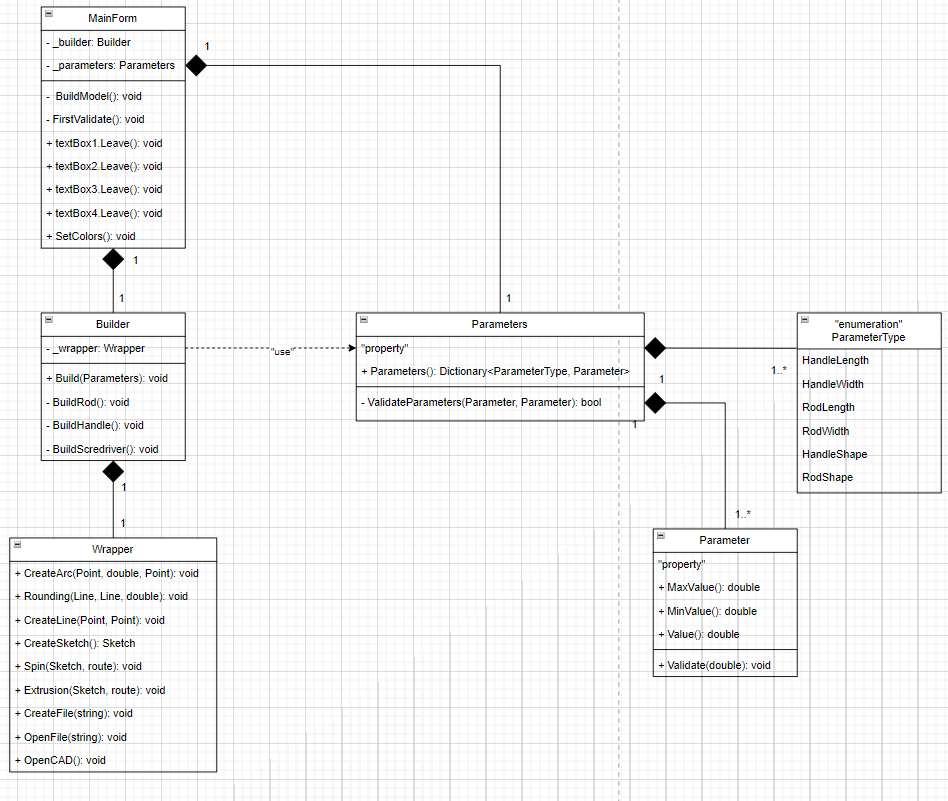 MainForm
- _builder: Builder
- _parameters: Parameters
- BuildModel(): void
- FirstValidate(): void
+ textBox1.Leave(): void
+ textBox2.Leave(): void
+ textBox3.Leave(): void
+ textBox4.Leave(): void
+ SetColors(): void
1
1
1
1
Builder
- _wrapper: Wrapper
+ Build(Parameters): void
- BuildRod(): void
- BuildHandle(): void
- BuildScredriver(): void
"use"
Parameters
"property"
+ Parameters(): Dictionary<ParameterType, Parameter>
- ValidateParameters(Parameter, Parameter): bool
1
1..*
1
1..*
"enumeration"
ParameterType
HandleLength
HandleWidth
RodLength
RodWidth
HandleShape
RodShape
1
1
Wrapper
+ CreateArc(Point, double, Point): void
+ Rounding(Line, Line, double): void
+ CreateLine(Point, Point): void
+ CreateSketch(): Sketch
+ Spin(Sketch, route): void
+ Extrusion(Sketch, route): void
+ CreateFile(string): void
+ OpenFile(string): void
+ OpenCAD(): void
Parameter
"property"
+ MaxValue(): double
+ MinValue(): double
+ Value(): double
+ Validate(double): void